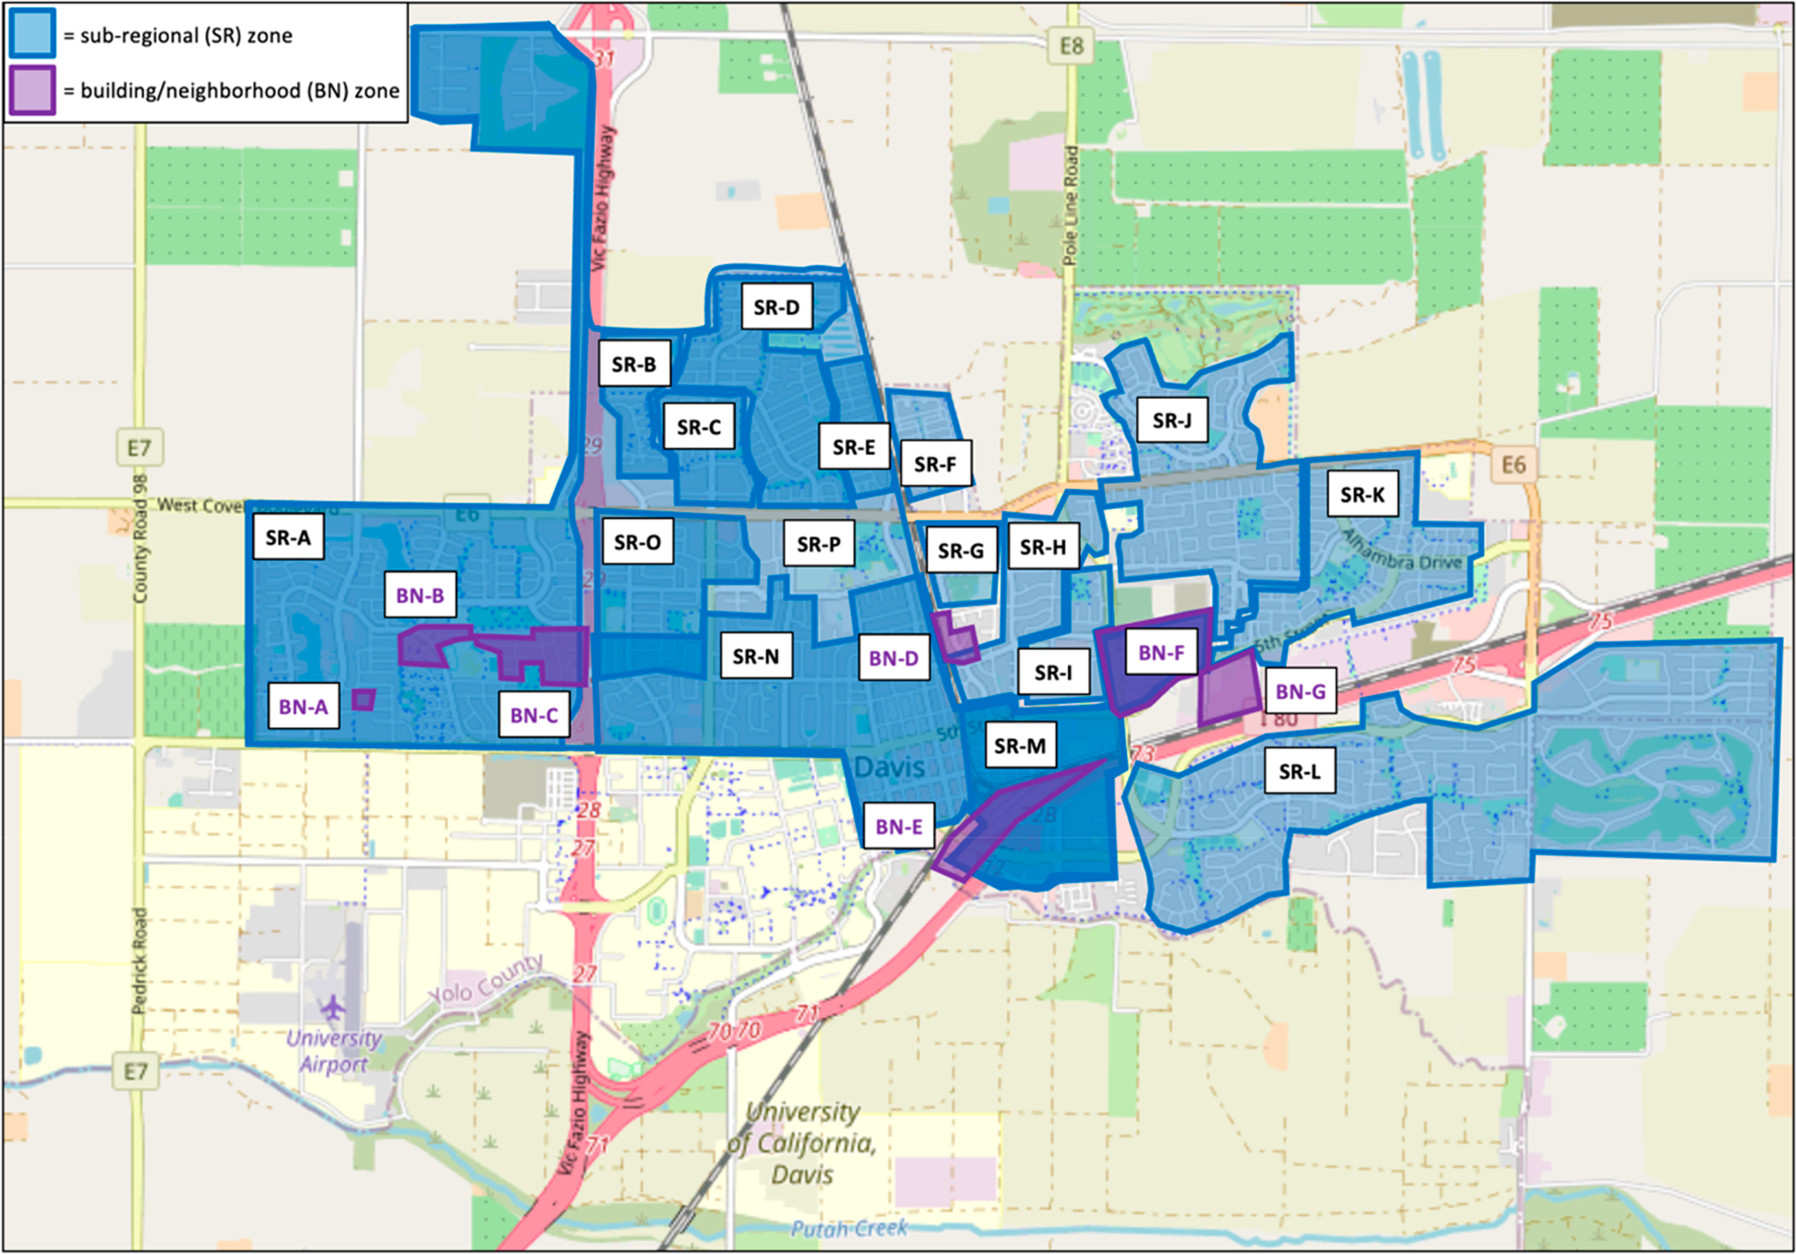 = sub-regional (SR) zone
= building/neighborhood (BN) zone
31
E8
Vic Fazio Highway
Pole Line Road
SR-D
SR-B
SR-C
SR-J
SR-E
SR-F
29
E7
E6
County Road 98
West Cove
E6
SR-K
SR-A
SR-O
SR-P
SR-G
SR-H
Alhambra Drive
29
BN-B
75
5th Street
SR-N
BN-D
SR-I
BN-F
75
BN-A
BN-C
BN-G
I 80
5th S
SR-M
73
Davis
SR-L
28
28
BN-E
27
72
Pedrick Road
Yolo County
27
University
Airport
71
70 70
E7
Vic Fazio Highway
71
University
of California,
Davis
Putah Creek